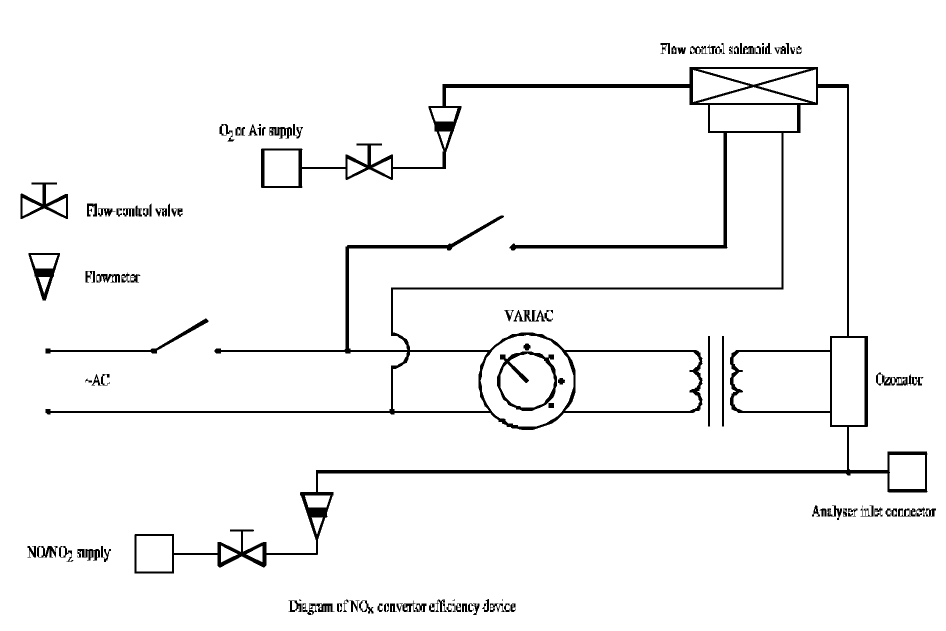 Flow control solenoid valve
O2 or Air supply
Flow-control valve
Flowmeter
VARIAC
~AC
Ozonator
Analyser inlet connector
NO/NO2 supply
Diagram of NOx convertor efficiency device